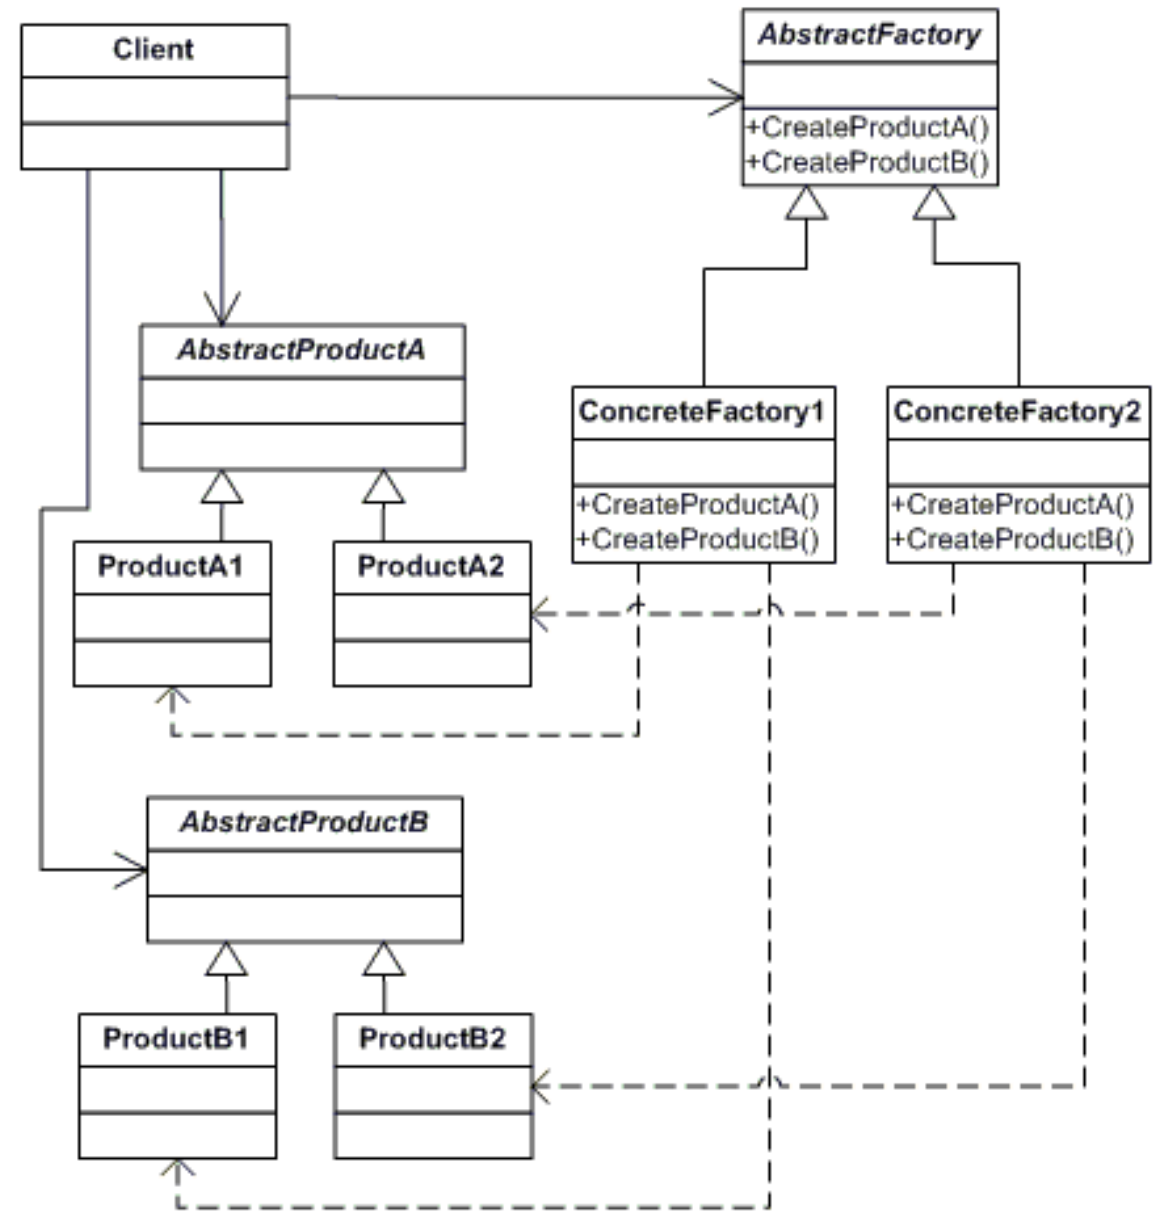 Client
AbstractFactory
+CreateProductA()
+CreateProductB()
AbstractProductA
ConcreteFactory1
+CreateProductA()
+CreateProductB()
ConcreteFactory2
+CreateProductA()
+CreateProductB()
ProductA1
ProductA2
AbstractProductB
ProductB1
ProductB2